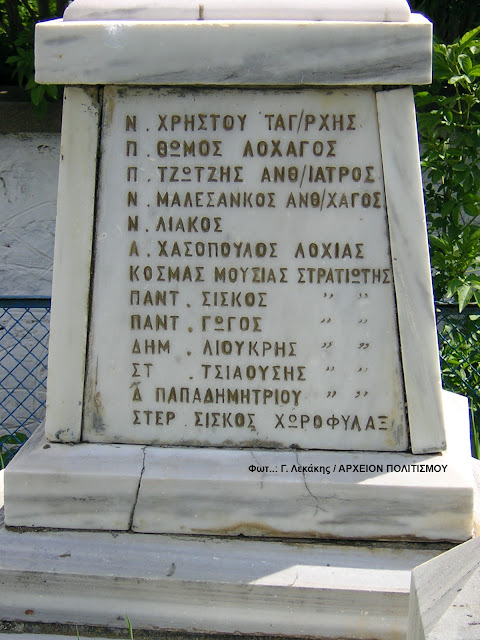 Ν. ΧΡΗΣΤΟΥ ΤΑΓ/ΡΧΗΣ
Π. ΘΩΜΟΣ ΛΟΧΑΓΟΣ
Π. ΤΖΩΤΖΗΣ ΑΝΘ/ΙΑΤΡΟΣ
Ν. ΜΑΛΕΣΑΝΚΟΣ ΑΝΘ/ΧΑΓΟΣ
Ν. ΛΙΑΚΟΣ
Λ. ΧΑΣΟΠΟΥΛΟΣ ΛΟΧΙΑΣ
ΚΟΣΜΑΣ ΜΟΥΣΙΑΣ ΣΤΡΑΤΙΩΤΗΣ
ΠΑΝΤ. ΣΙΣΚΟΣ " "
ΠΑΝΤ. ΓΩΓΟΣ " "
ΔΗΜ. ΛΙΟΥΚΡΗΣ " "
ΣΤ. ΤΣΙΑΟΥΣΗΣ " "
Δ ΠΑΠΑΔΗΜΗΤΡΙΟΥ " "
ΣΤΕΡ. ΣΙΣΚΟΣ ΧΩΡΟΦΥΛΑΞ
Φωτ..: Γ. Λεκάκης / ΑΡΧΕΙΟΝ ΠΟΛΙΤΙΣΜΟΥ